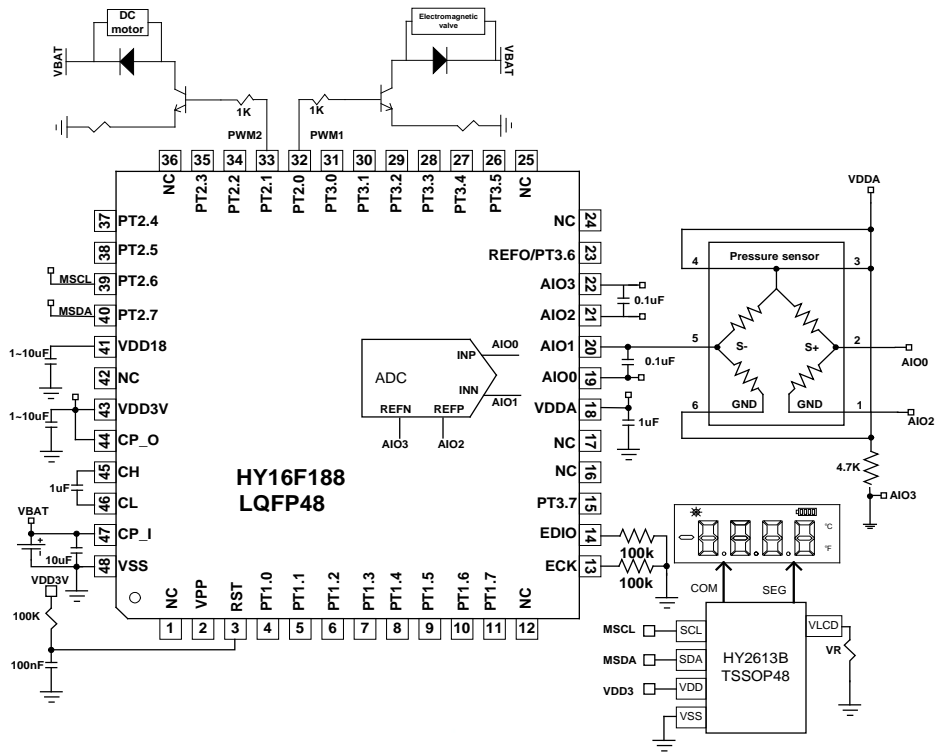 DC
motor
VBAT
1K
PWM2
Electromagnetic
valve
VBAT
1K
PWM1
36
35
34
33
32
31
30
29
28
27
26
25
NC
PT2.3
PT2.2
PT2.1
PT2.0
PT3.0
PT3.1
PT3.2
PT3.3
PT3.4
PT3.5
NC
37 PT2.4
38 PT2.5
MSCL 39 PT2.6
MSDA 40 PT2.7
1~10uF 41 VDD18
42 NC
1~10uF 43 VDD3V
44 CP_O
45 CH
1uF
46 CL
VBAT
47 CP_I
+
10uF
48 VSS
VDD3V
100K
100nF
NC 24
REFO/PT3.6 23
AIO3 22
0.1uF
AIO2 21
AIO1 20
0.1uF
AIO0 19
VDDA 18
1uF
NC 17
NC 16
PT3.7 15
EDIO 14
100k
ECK 13
100k
ADC
INP AIO0
INN AIO1
REFN REFP
AIO3 AIO2
HY16F188
LQFP48
NC
VPP
RST
PT1.0
PT1.1
PT1.2
PT1.3
PT1.4
PT1.5
PT1.6
PT1.7
NC
1
2
3
4
5
6
7
8
9
10
11
12
VDDA
4 Pressure sensor 3
5 S- S+ 2
AIO0
6 GND GND 1
AIO2
4.7K
AIO3
8.8.8.8
°C
°F
COM SEG
MSCL SCL
MSDA SDA
VDD3 VDD
VSS
HY2613B
TSSOP48
VLCD
VR